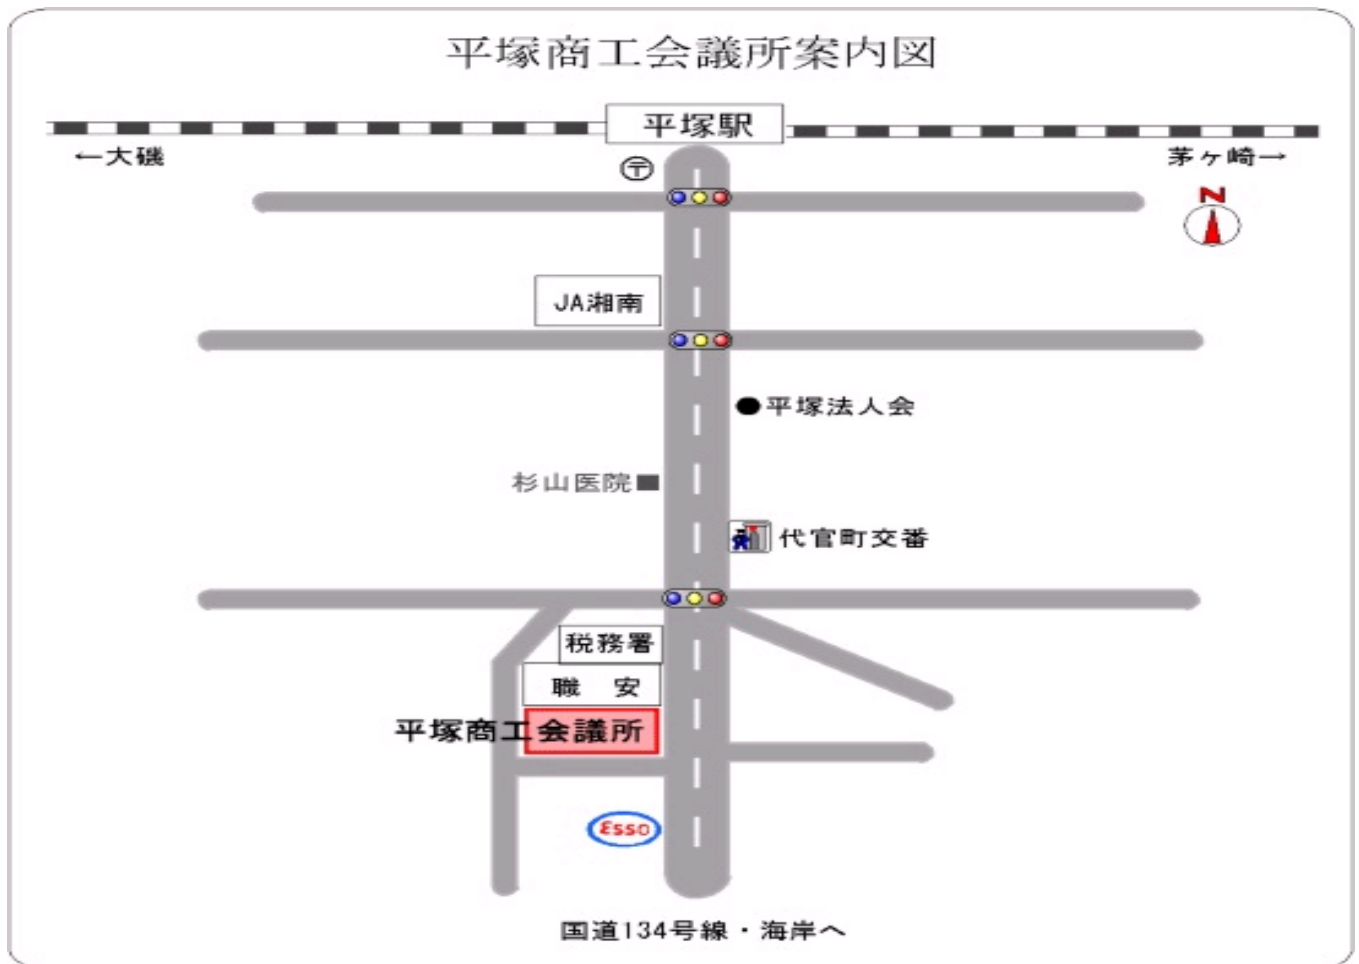 平塚商工会議所案内図
平塚駅
←大磯
茅ヶ崎→
〒
N
JA湘南
平塚法人会
杉山医院
代官町交番
税務署
職 安
平塚商工会議所
Esso
国道134号線・海岸へ